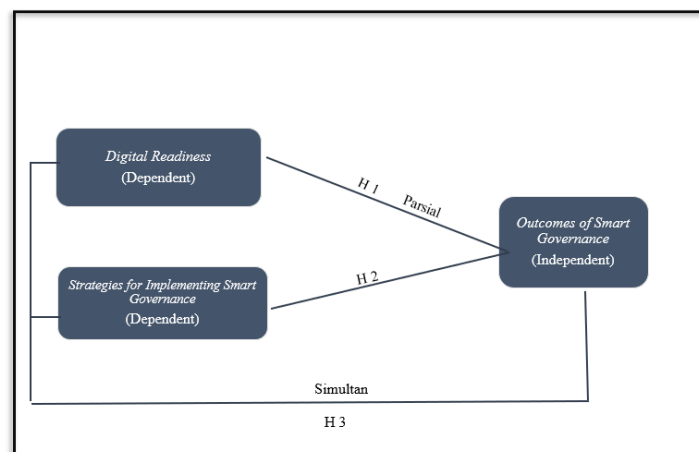 Digital Readiness
(Dependent)
H 1
Parsial
Outcomes of Smart
Governance
(Independent)
Strategies for Implementing Smart
Governance
(Dependent)
H 2
Simultan
H 3